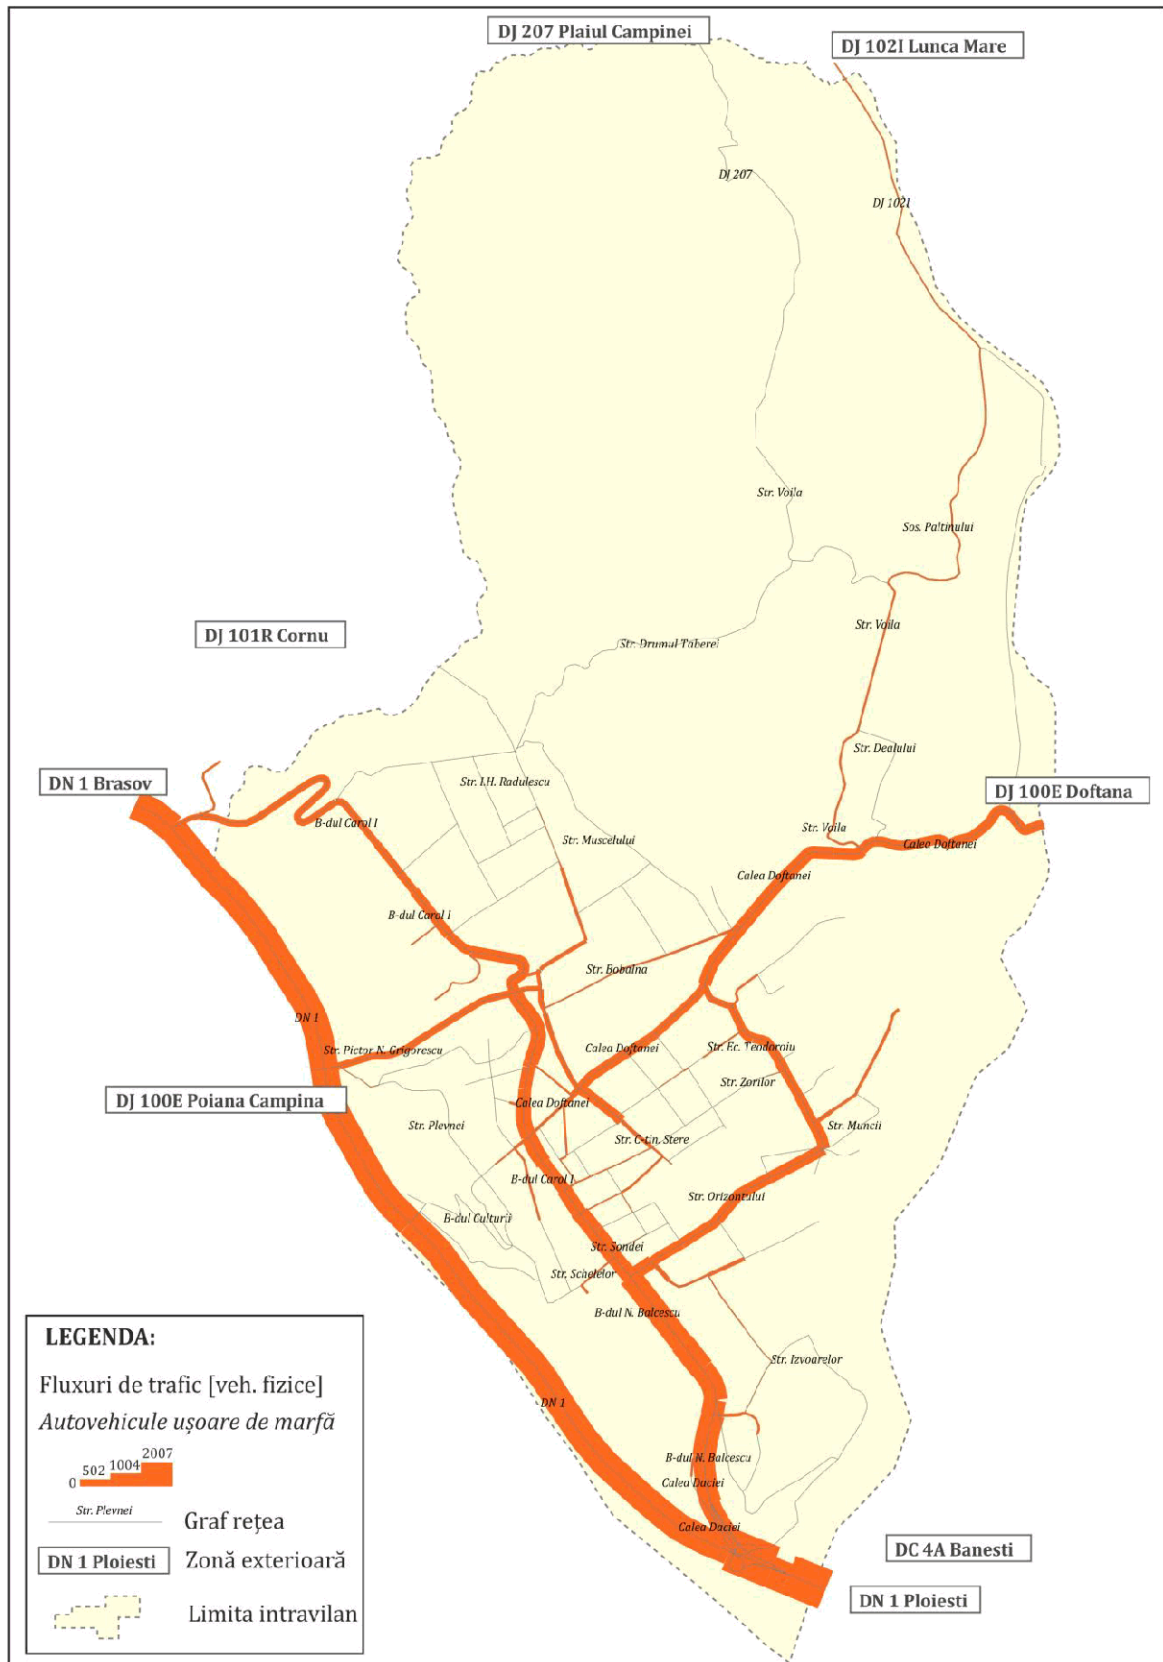 DJ 207 Plaiul Campinei
DJ 102I Lunca Mare
DJ 207
DJ 102I
Str. Voila
Sos. Paltinului
Str. Voila
DJ 101R Cornu
Str. Drumul Taberei
Str. Dealului
DN 1 Brasov
Str. I.H. Radulescu
DJ 100E Doftana
B-dul Carol I
Str. Voila
Str. Muscelului
Calea Doftanei
Calea Doftanei
B-dul Carol I
Str. Bobalna
DN 1
Str. Pictor N. Grigorescu
Calea Doftanei
Str. Ec. Teodoroiu
Str. Zorilor
DJ 100E Poiana Campina
Calea Doftanei
Str. Plevnei
Str. C-tin. Stere
Str. Muncii
B-dul Carol I
Str. Orizontului
B-dul Culturii
Str. Sondei
Str. Schelelor
B-dul N. Balcescu
Str. Izvoarelor
DN 1
B-dul N. Balcescu
Calea Daciei
Calea Daciei
DC 4A Banesti
DN 1 Ploiesti
LEGENDA:
Fluxuri de trafic [veh. fizice]
Autovehicule ușoare de marfă
0 502 1004 2007
Str. Plevnei
Graf rețea
DN 1 Ploiesti Zonă exterioară
Limita intravilan